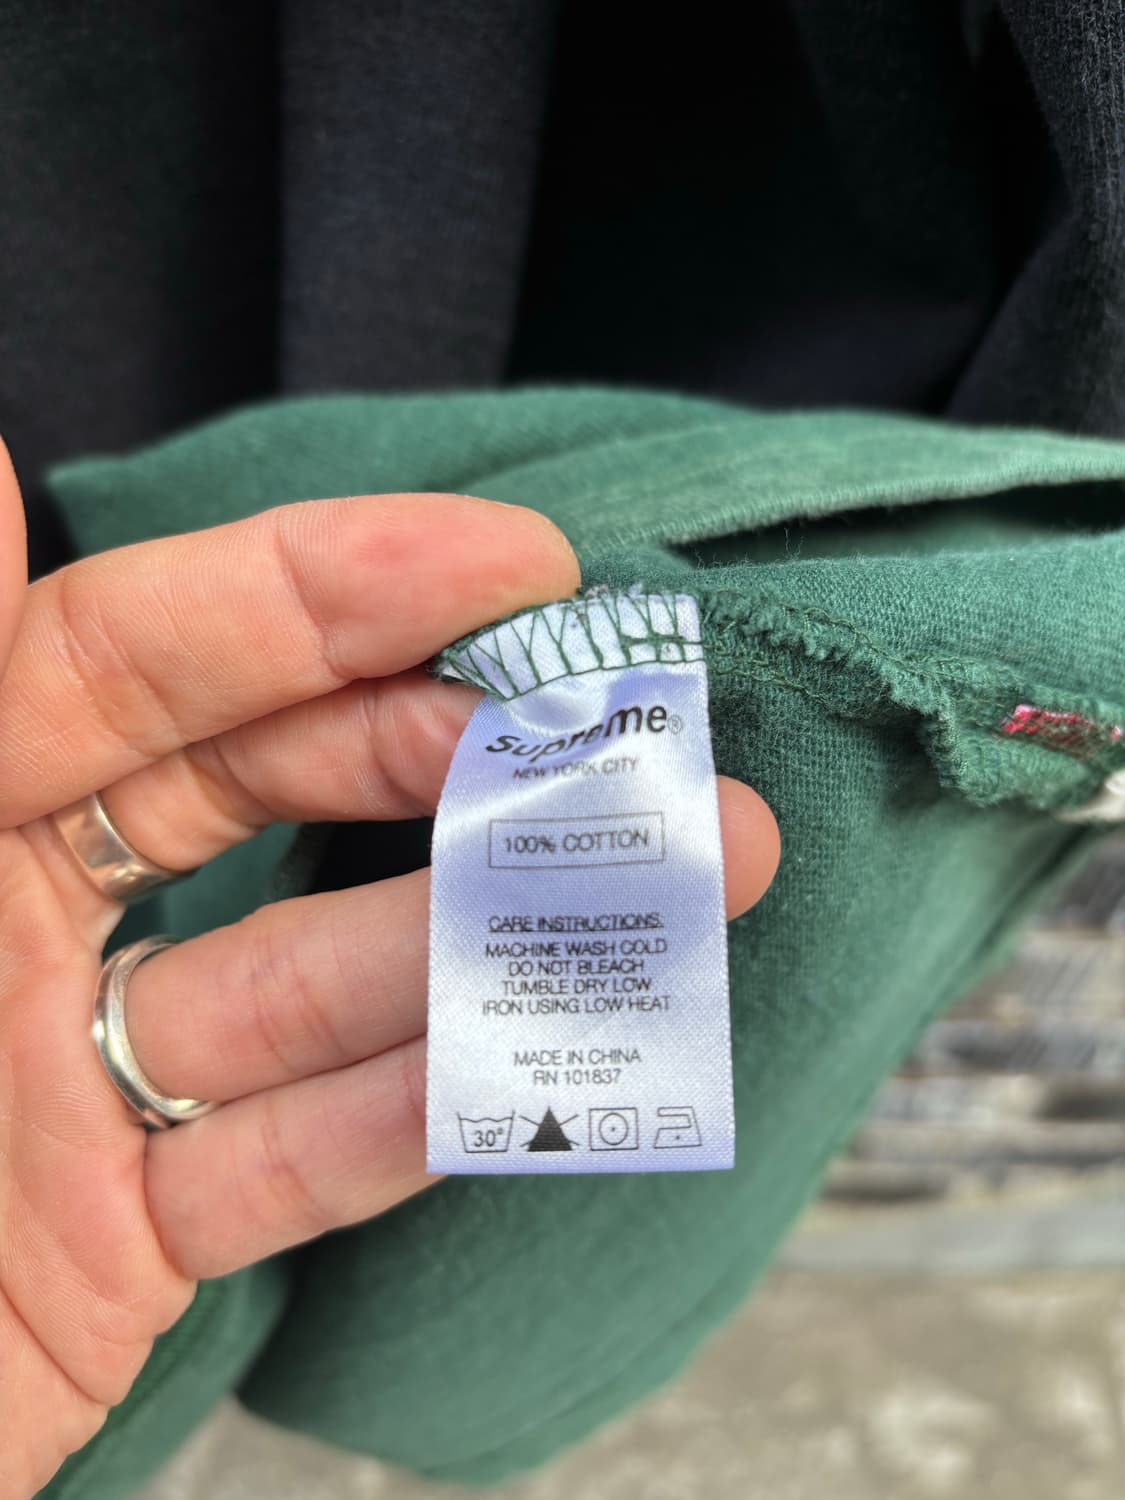 Supreme®
NEW YORK CITY
100% COTTON
CARE INSTRUCTIONS.
MACHINE WASH COLD
DO NOT BLEACH
TUMBLE DRY LOW
IRON USING LOW HEAT
MADE IN CHINA
RN 101837
30°